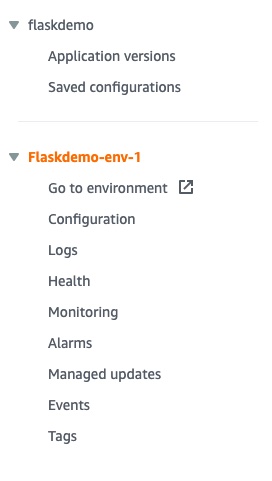 flaskdemo
Application versions
Saved configurations
Flaskdemo-env-1
Go to environment
Configuration
Logs
Health
Monitoring
Alarms
Managed updates
Events
Tags